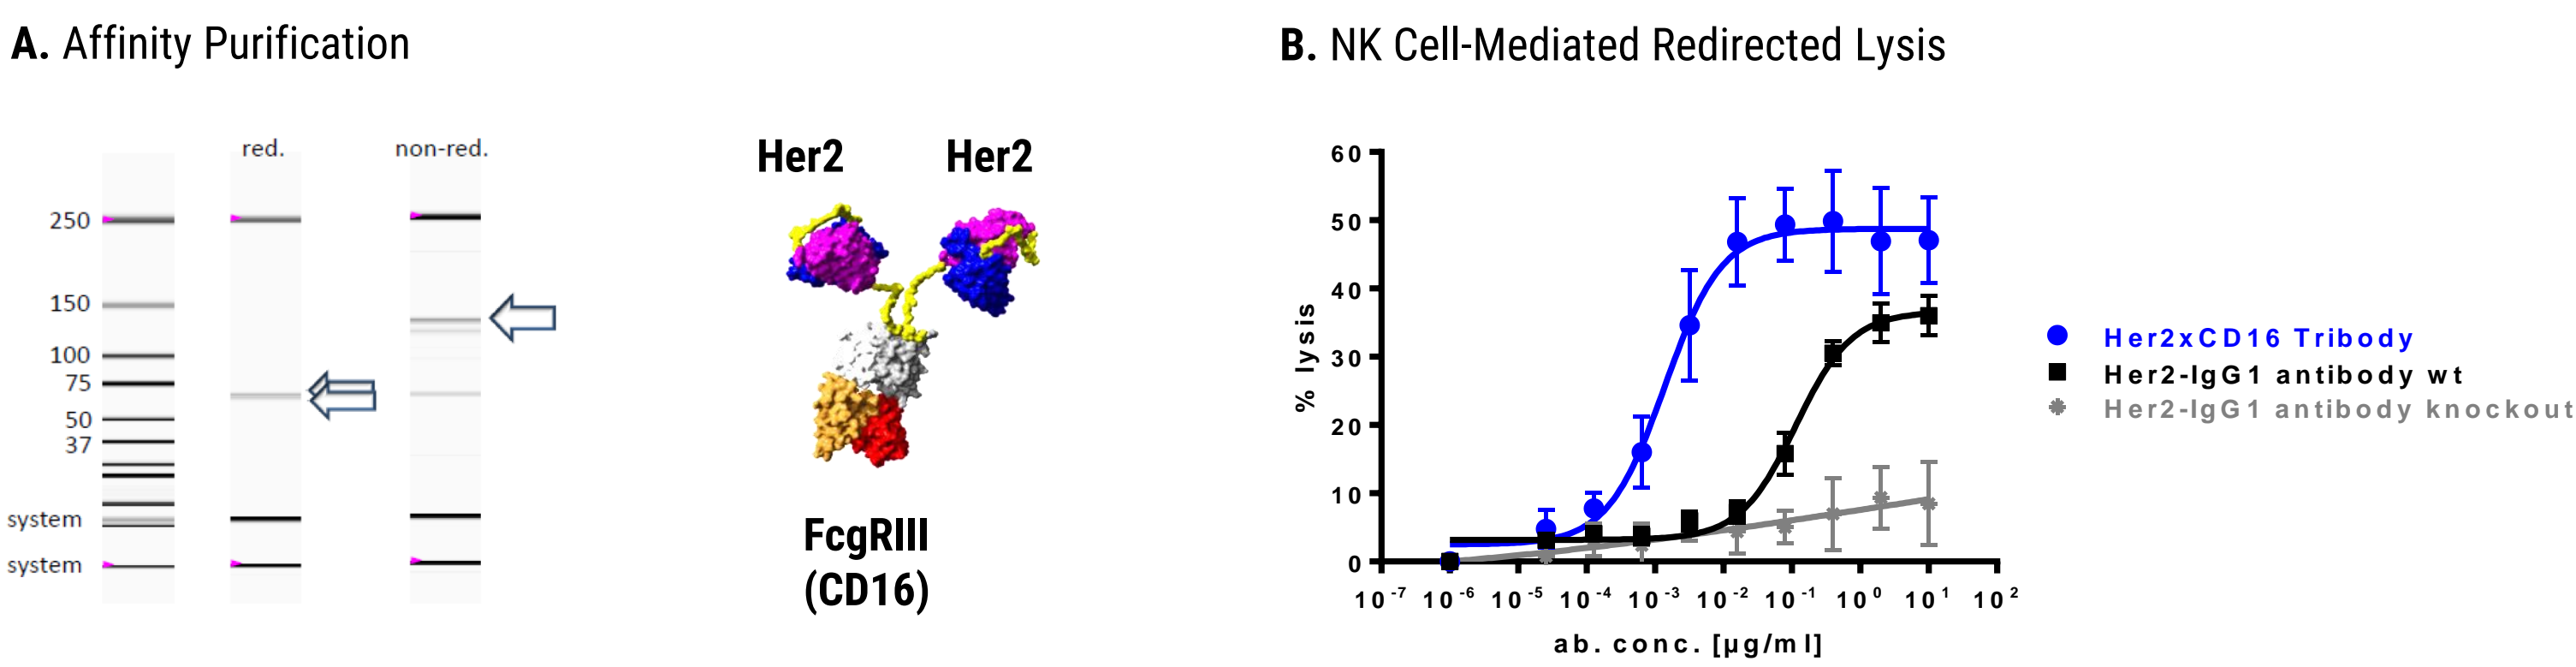 A. Affinity Purification
red.
non-red.
250
150
100
75
50
37
system
system
Her2
Her2
FcgRIII
(CD16)
B. NK Cell-Mediated Redirected Lysis
60
50
40
30
20
10
0
% lysis
10⁻⁷ 10⁻⁶ 10⁻⁵ 10⁻⁴ 10⁻³ 10⁻² 10⁻¹ 10⁰ 10¹ 10²
ab. conc. [µg/ml]
Her2xCD16 Tribody
Her2-IgG1 antibody wt
Her2-IgG1 antibody knockout